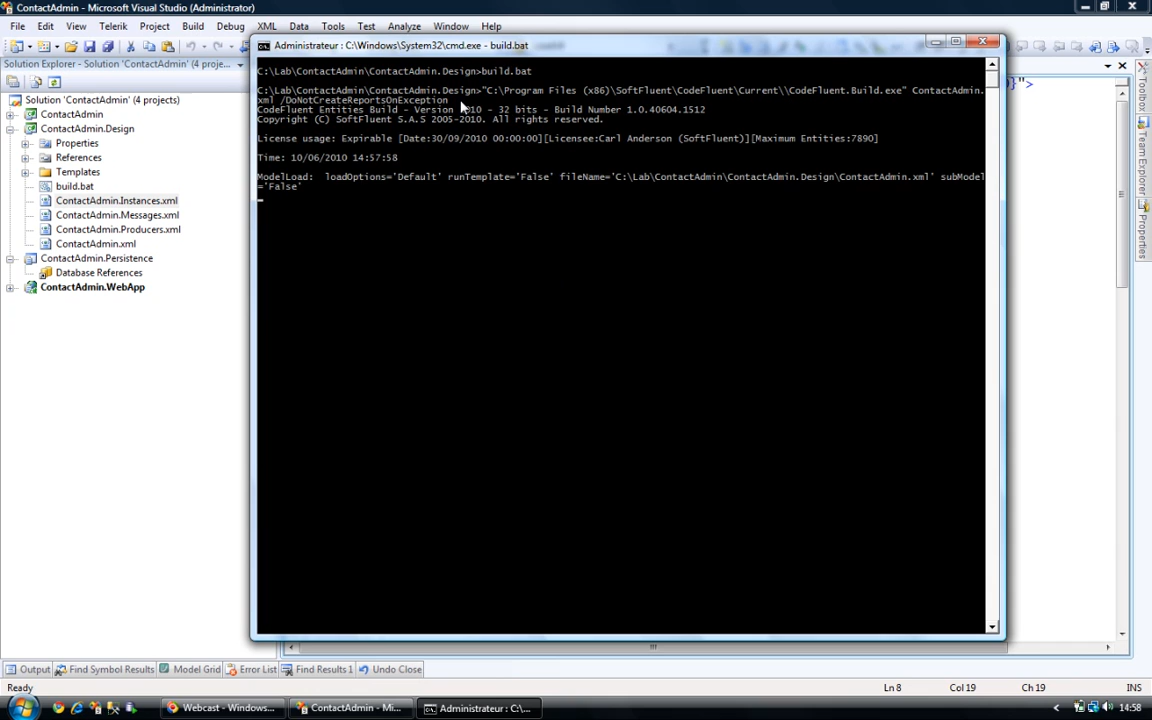 ContactAdmin - Microsoft Visual Studio (Administrator)
File Edit View Telerik Project Build Debug XML Data Tools Test Analyze Window Help
Solution Explorer - Solution 'ContactAdmin' (4 proje...
Solution 'ContactAdmin' (4 projects)
ContactAdmin
ContactAdmin.Design
Properties
References
Templates
build.bat
ContactAdmin.Instances.xml
ContactAdmin.Messages.xml
ContactAdmin.Producers.xml
ContactAdmin.xml
ContactAdmin.Persistence
Database References
ContactAdmin.WebApp
Administrateur : C:\Windows\System32\cmd.exe - build.bat
C:\Lab\ContactAdmin\ContactAdmin.Design>build.bat
C:\Lab\ContactAdmin\ContactAdmin.Design>"C:\Program Files (x86)\SoftFluent\CodeFluent\Current\\CodeFluent.Build.exe" ContactAdmin.
xml /DoNotCreateReportsOnException
CodeFluent Entities Build - Version 2010 - 32 bits - Build Number 1.0.40604.1512
Copyright (C) SoftFluent S.A.S 2005-2010. All rights reserved.
License usage: Expirable [Date:30/09/2010 00:00:00][Licensee:Carl Anderson (SoftFluent)][Maximum Entities:7890]
Time: 10/06/2010 14:57:58
ModelLoad: loadOptions='Default' runTemplate='False' fileName='C:\Lab\ContactAdmin\ContactAdmin.Design\ContactAdmin.xml' subModel
='False'
}">
Toolbox
Team Explorer
Properties
Output Find Symbol Results Model Grid Error List Find Results 1 Undo Close
Ready Ln 8 Col 19 Ch 19 INS
Webcast - Windows... ContactAdmin - Mi... Administrateur : C:\... 14:58